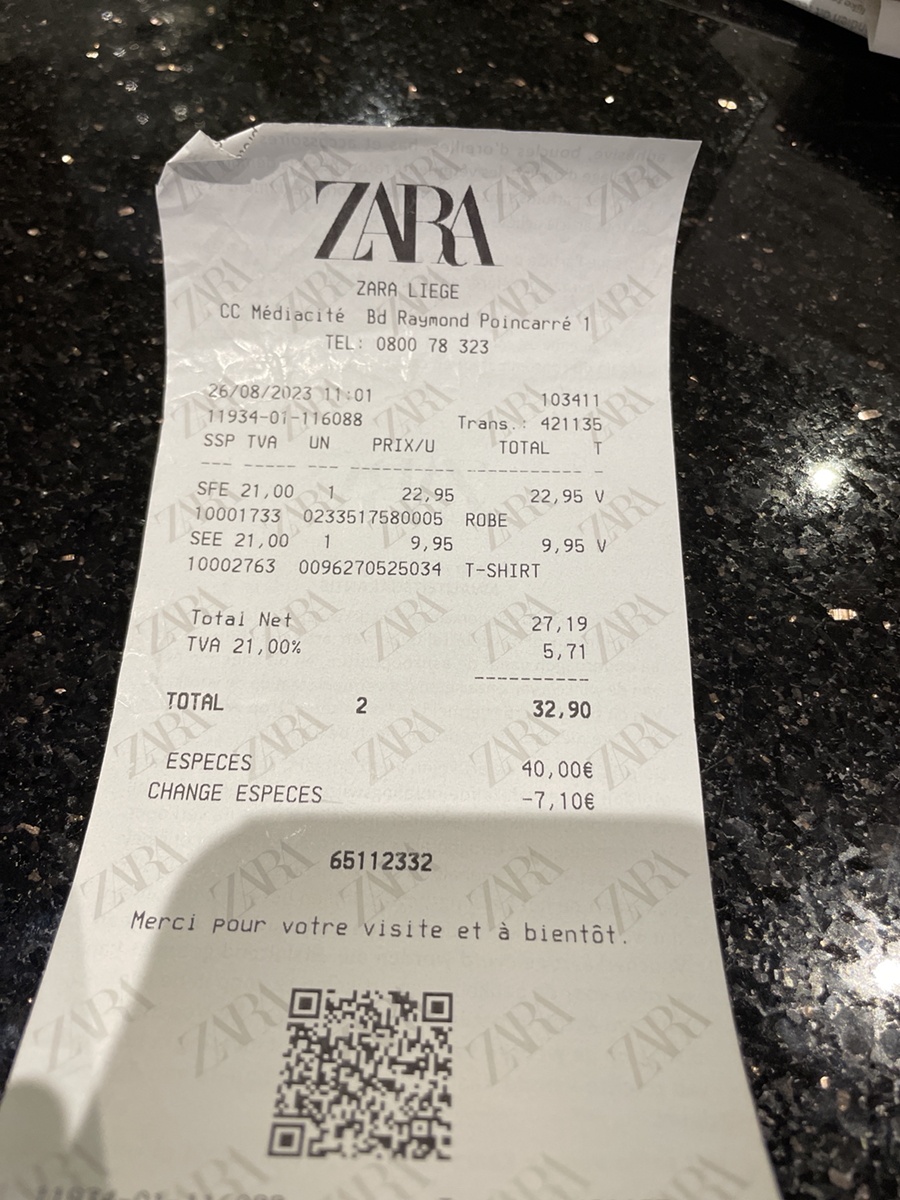 ZARA
ZARA LIEGE
CC Médiacité Bd Raymond Poincarré 1
TEL: 0800 78 323
26/08/2023 11:01 103411
11934-01-116088 Trans.: 421135
SSP TVA UN PRIX/U TOTAL T
--- ----- --- ----------- ------------ -
SFE 21,00 1 22,95 22,95 V
10001733 0233517580005 ROBE
SEE 21,00 1 9,95 9,95 V
10002763 0096270525034 T-SHIRT
Total Net 27,19
TVA 21,00% 5,71
-----------
TOTAL 2 32,90
ESPECES 40,00€
CHANGE ESPECES -7,10€
65112332
Merci pour votre visite et à bientôt.